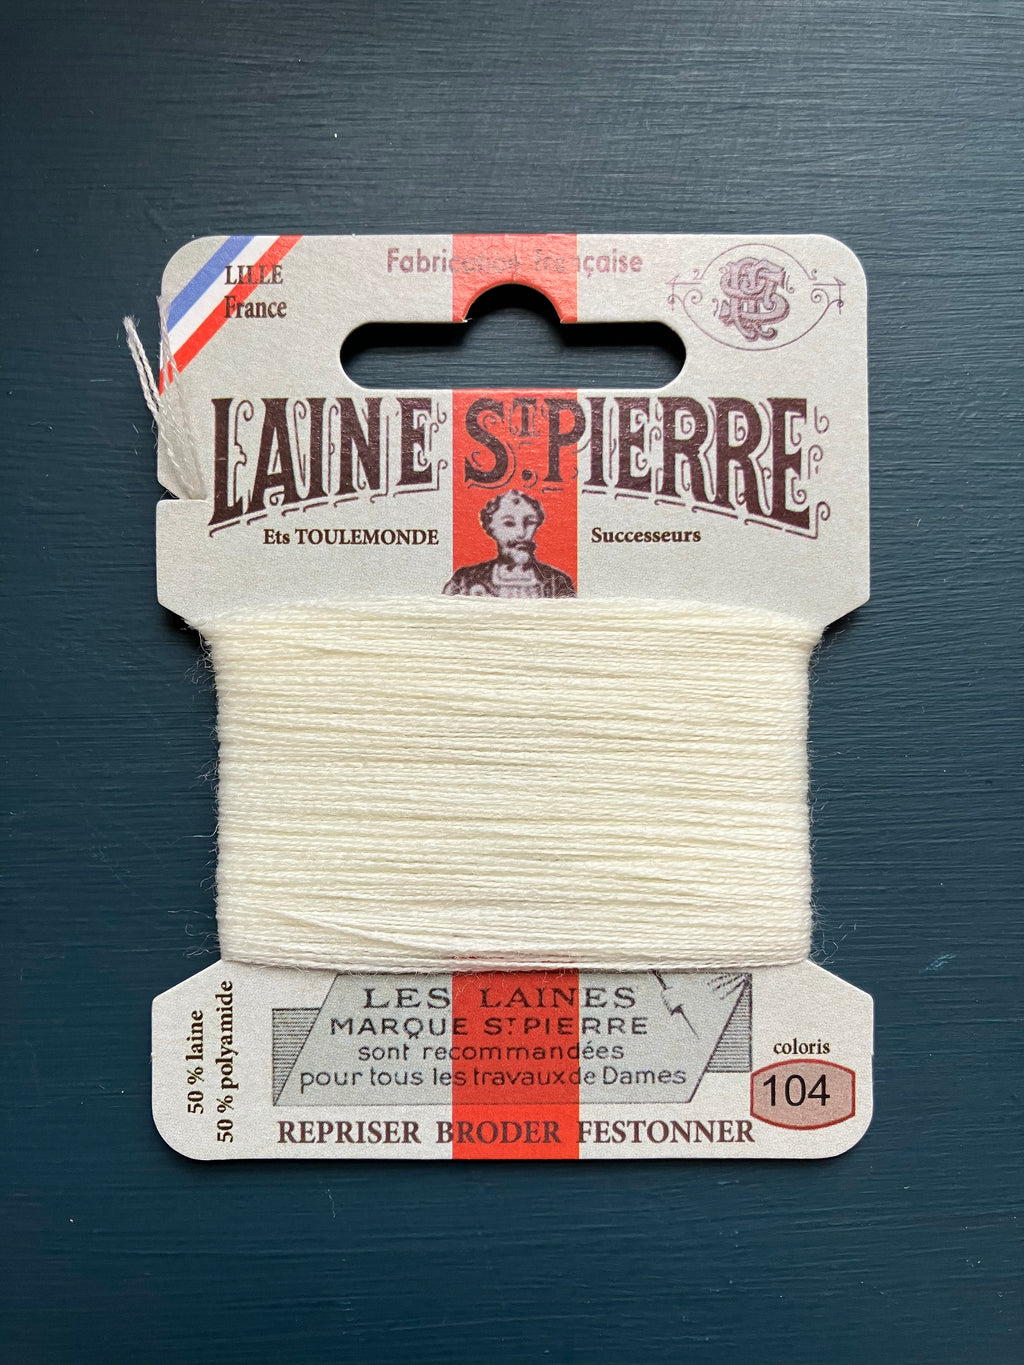 Fabrication Française
LILLE
France
LAINE ST. PIERRE
Ets TOULEMONDE Successeurs
LES LAINES
MARQUE ST PIERRE
sont recommandées
pour tous les travaux de Dames
REPRISER BRODER FESTONNER
50 % laine
50 % polyamide
coloris
104